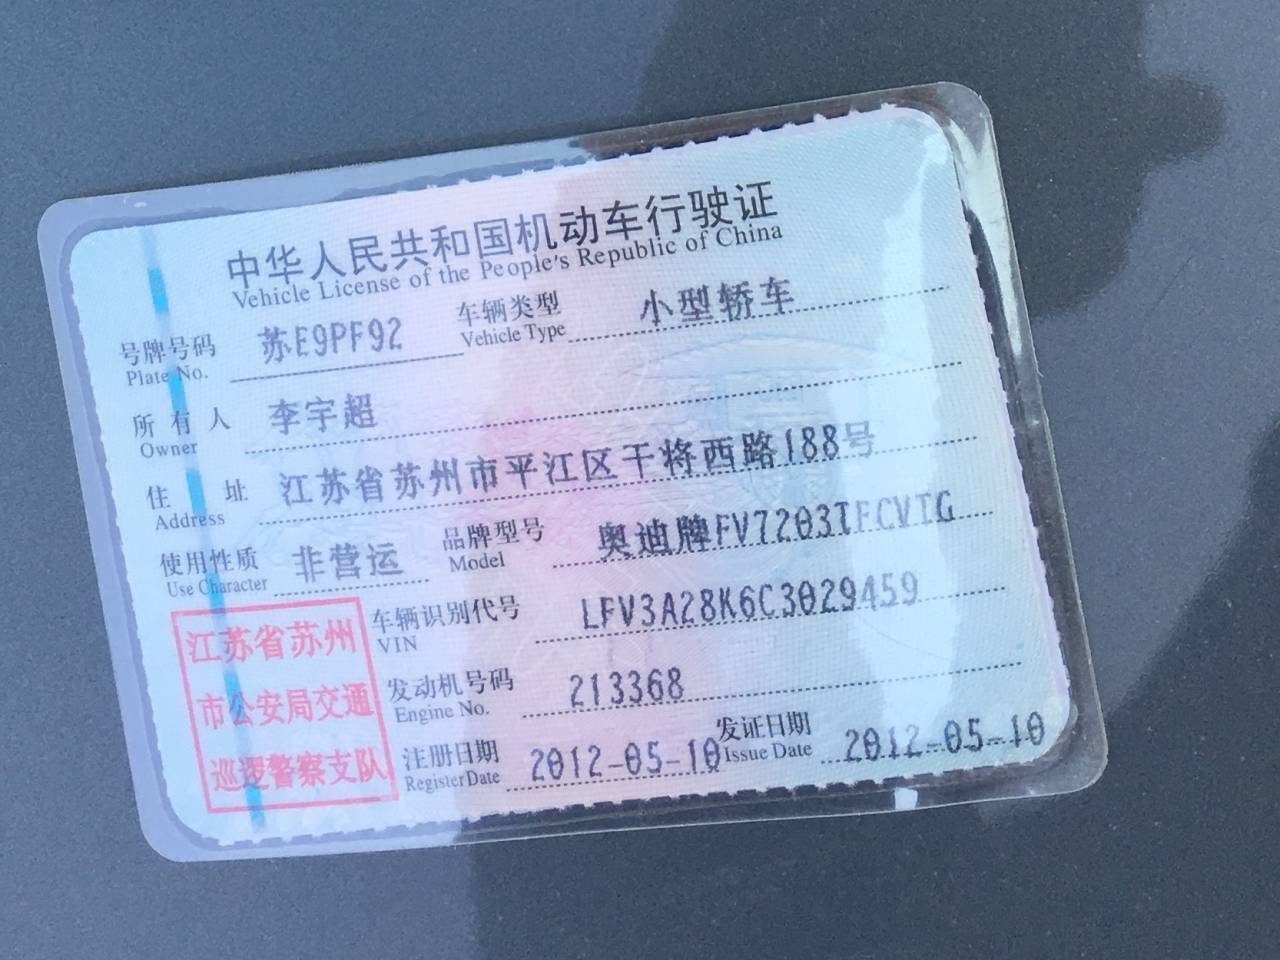 中华人民共和国机动车行驶证
Vehicle License of the People's Republic of China
号牌号码 苏E9PF92 车辆类型 小型轿车
Plate No. Vehicle Type
所有人 李宇超
Owner
住址 江苏省苏州市平江区干将西路188号
Address
使用性质 非营运 品牌型号 奥迪牌FV7203TFCVTG
Use Character Model
车辆识别代号 LFV3A28K6C3029459
VIN
发动机号码 213368
Engine No.
注册日期 2012-05-10 发证日期 2012-05-10
Register Date Issue Date
江苏省苏州
市公安局交通
巡逻警察支队